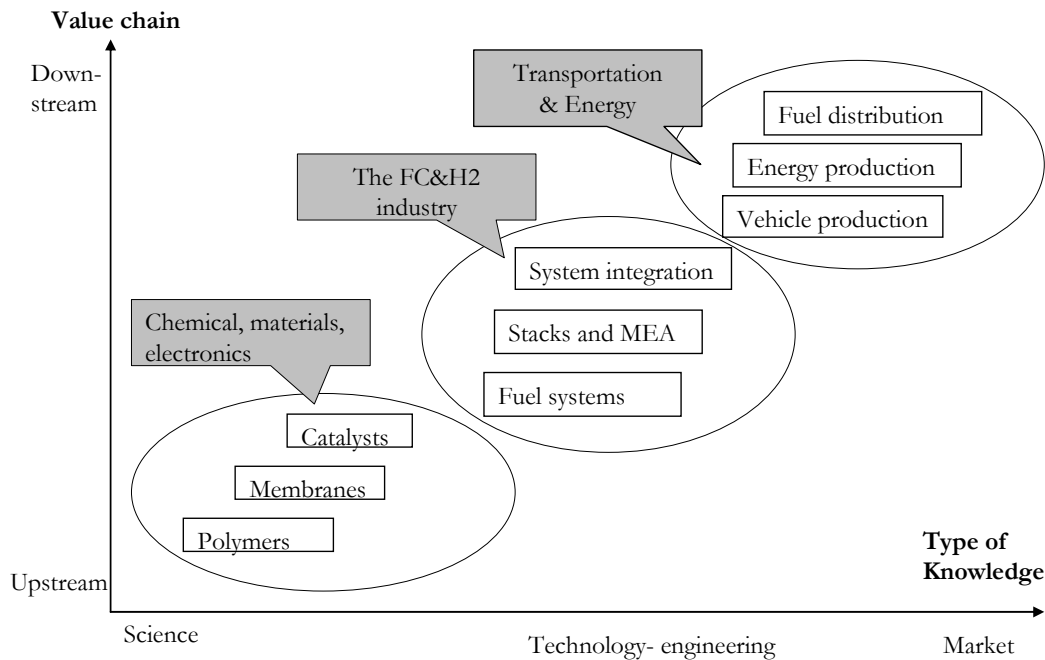 Value chain
Down-
stream
Transportation
& Energy
Fuel distribution
Energy production
Vehicle production
The FC&H2
industry
System integration
Stacks and MEA
Fuel systems
Chemical, materials,
electronics
Catalysts
Membranes
Polymers
Type of
Knowledge
Upstream
Science
Technology- engineering
Market